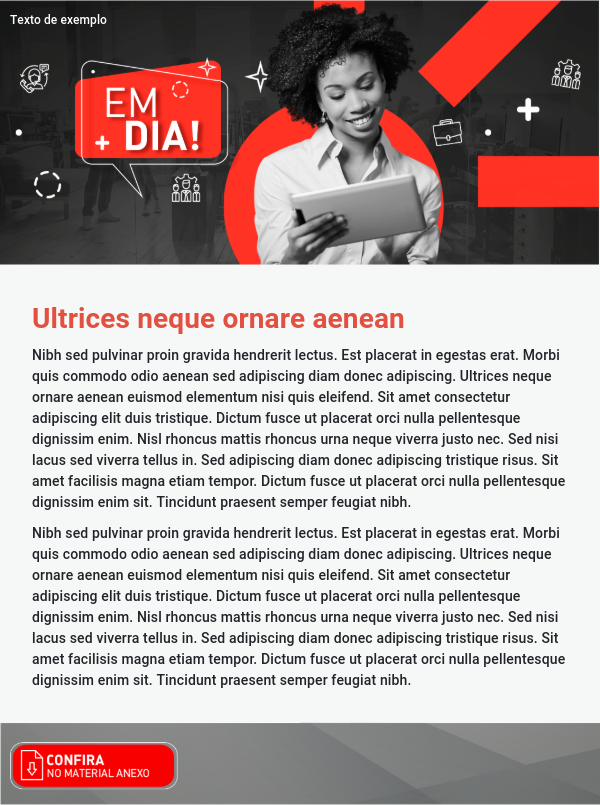 Texto de exemplo
EM
+ DIA!
Ultrices neque ornare aenean
Nibh sed pulvinar proin gravida hendrerit lectus. Est placerat in egestas erat. Morbi
quis commodo odio aenean sed adipiscing diam donec adipiscing. Ultrices neque
ornare aenean euismod elementum nisi quis eleifend. Sit amet consectetur
adipiscing elit duis tristique. Dictum fusce ut placerat orci nulla pellentesque
dignissim enim. Nisl rhoncus mattis rhoncus urna neque viverra justo nec. Sed nisi
lacus sed viverra tellus in. Sed adipiscing diam donec adipiscing tristique risus. Sit
amet facilisis magna etiam tempor. Dictum fusce ut placerat orci nulla pellentesque
dignissim enim sit. Tincidunt praesent semper feugiat nibh.
Nibh sed pulvinar proin gravida hendrerit lectus. Est placerat in egestas erat. Morbi
quis commodo odio aenean sed adipiscing diam donec adipiscing. Ultrices neque
ornare aenean euismod elementum nisi quis eleifend. Sit amet consectetur
adipiscing elit duis tristique. Dictum fusce ut placerat orci nulla pellentesque
dignissim enim. Nisl rhoncus mattis rhoncus urna neque viverra justo nec. Sed nisi
lacus sed viverra tellus in. Sed adipiscing diam donec adipiscing tristique risus. Sit
amet facilisis magna etiam tempor. Dictum fusce ut placerat orci nulla pellentesque
dignissim enim sit. Tincidunt praesent semper feugiat nibh.
CONFIRA
NO MATERIAL ANEXO